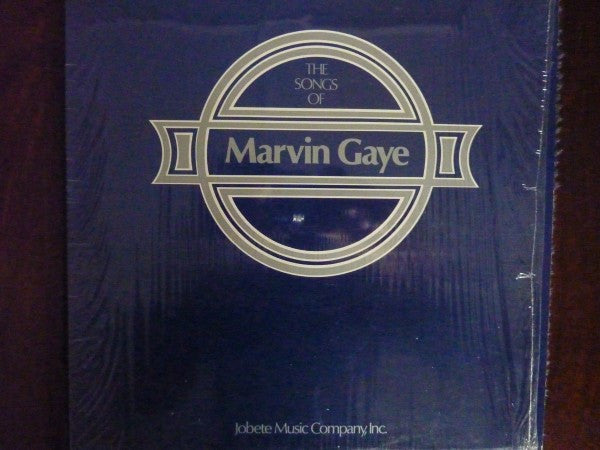 THE
SONGS
OF
Marvin Gaye
Jobete Music Company, Inc.